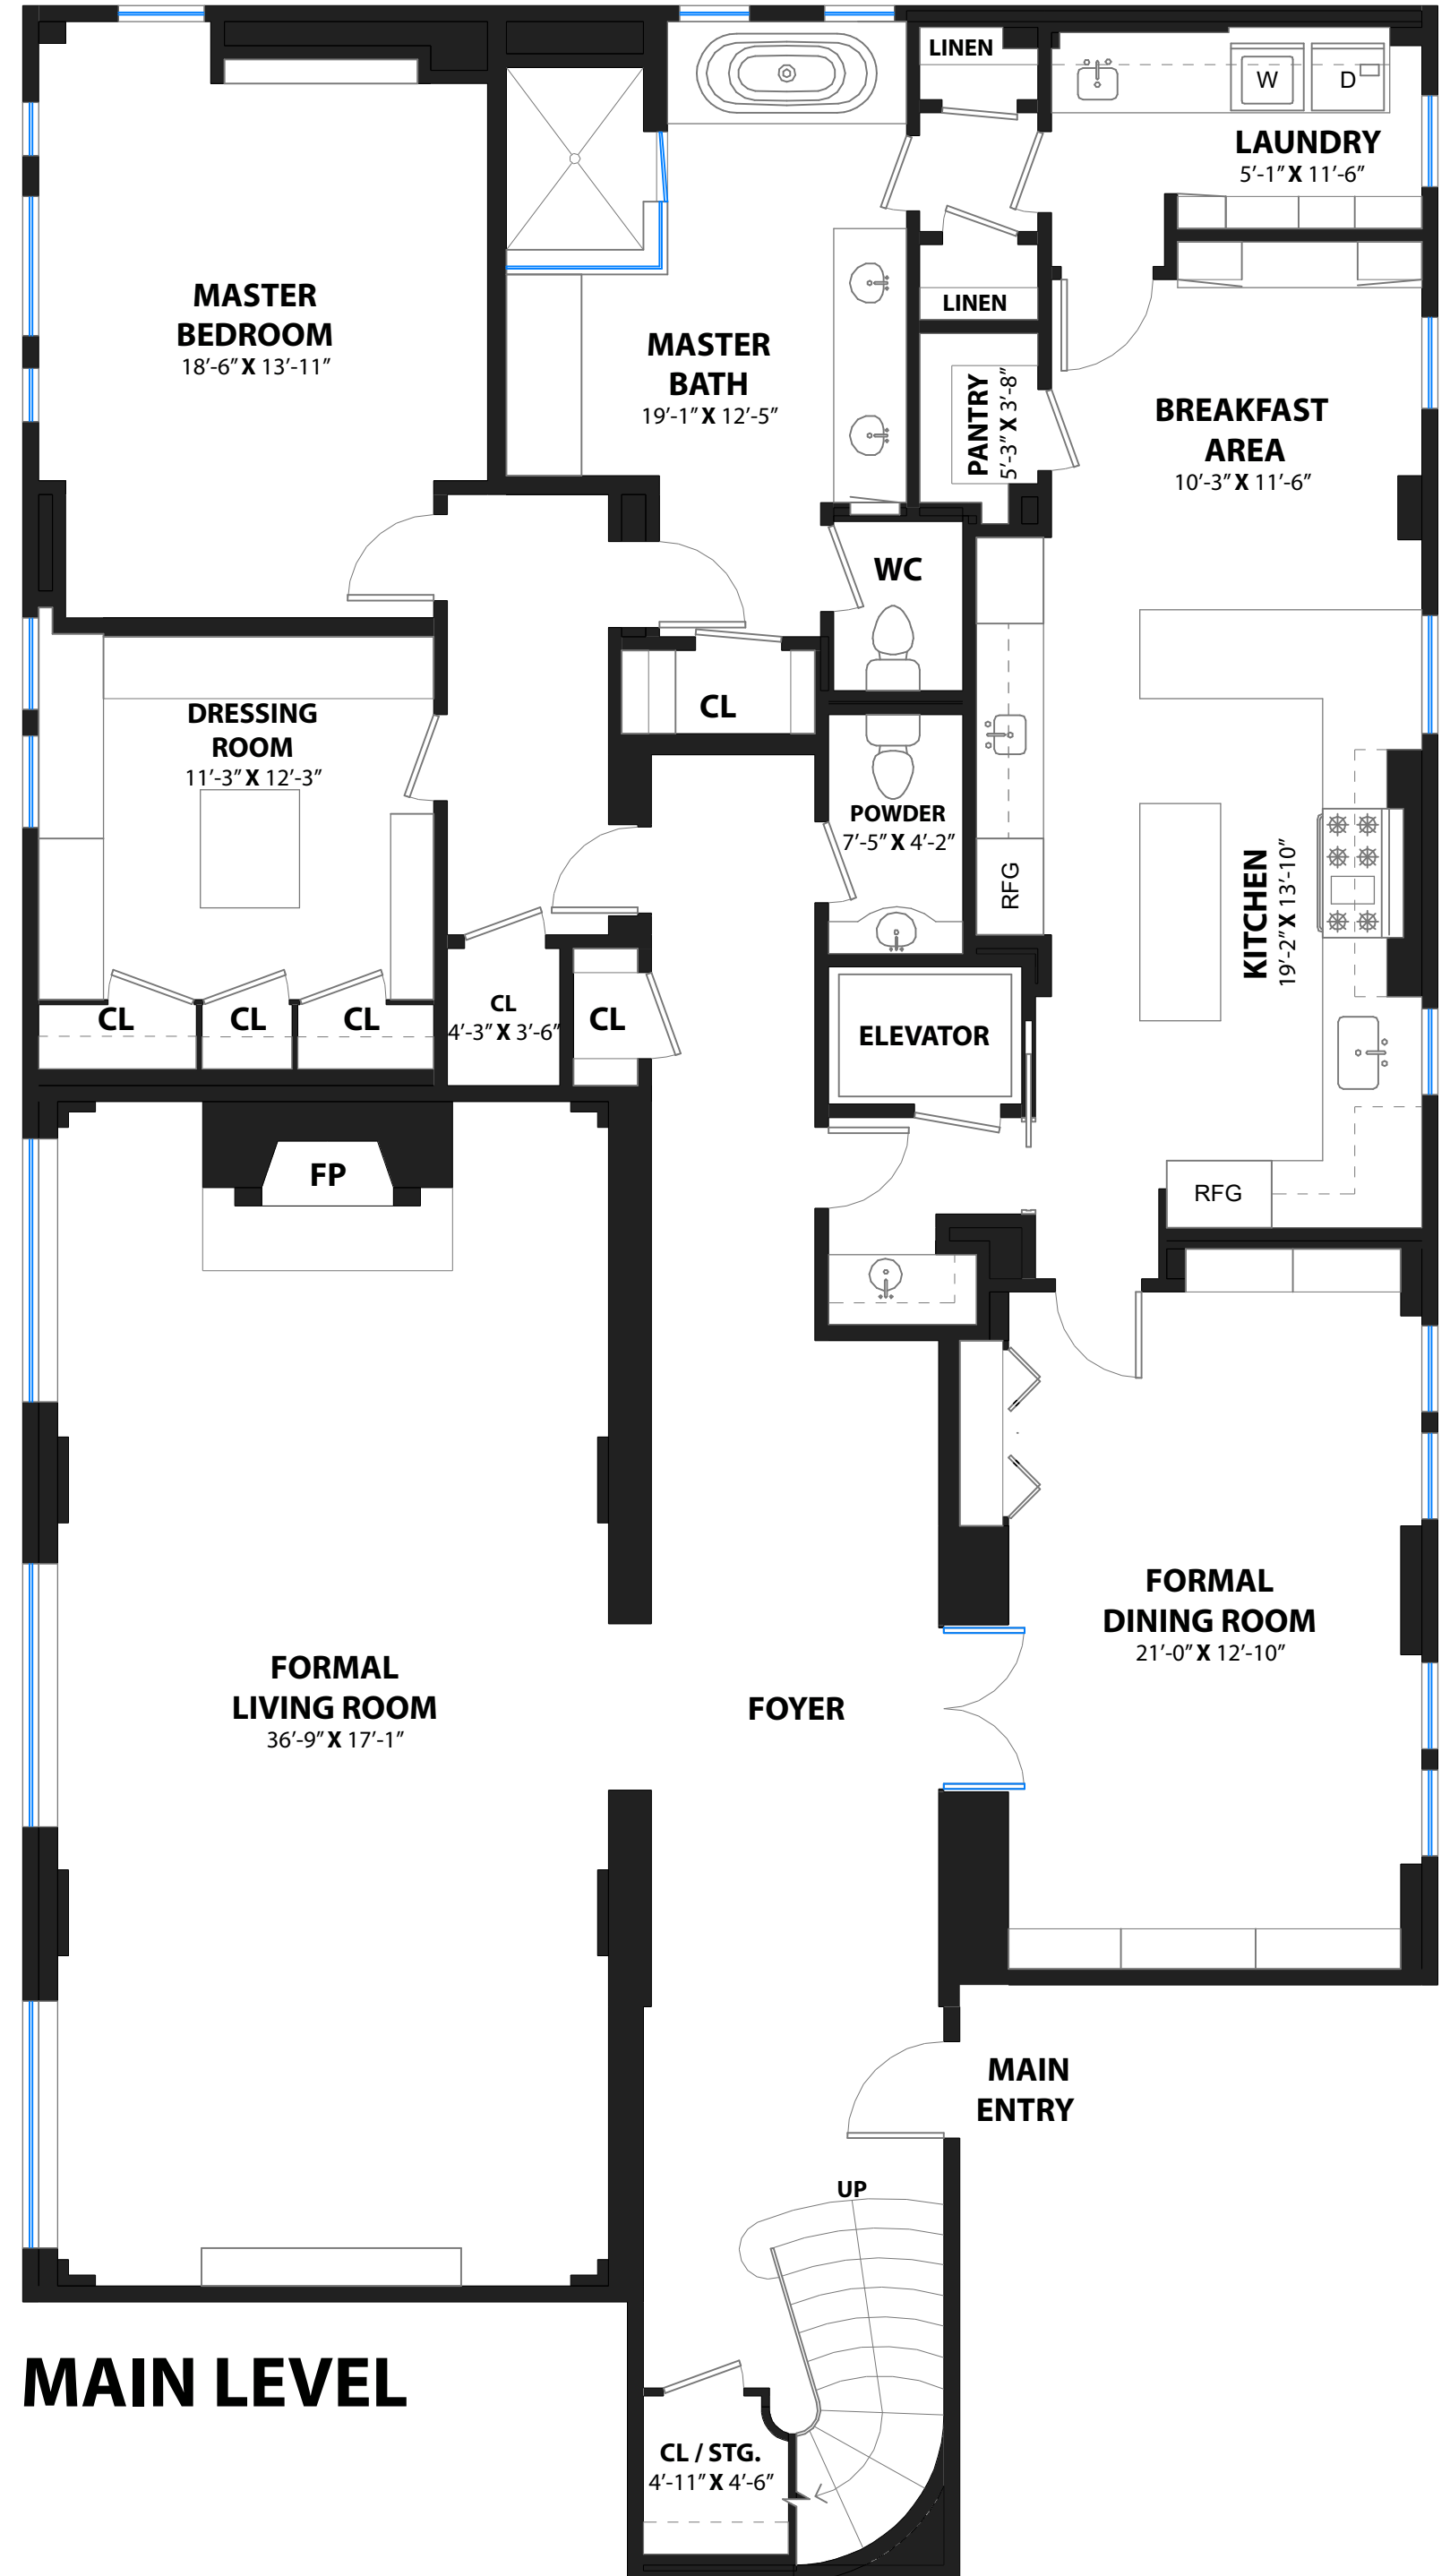 LINEN
W
D
LAUNDRY
5'-1" X 11'-6"
MASTER
BEDROOM
18'-6" X 13'-11"
LINEN
MASTER
BATH
19'-1" X 12'-5"
PANTRY
5'-3" X 3'-8"
BREAKFAST
AREA
10'-3" X 11'-6"
WC
CL
DRESSING
ROOM
11'-3" X 12'-3"
POWDER
7'-5" X 4'-2"
RFG
KITCHEN
19'-2" X 13'-10"
CL
CL
CL
CL
4'-3" X 3'-6"
CL
ELEVATOR
FP
RFG
FORMAL
DINING ROOM
21'-0" X 12'-10"
FORMAL
LIVING ROOM
36'-9" X 17'-1"
FOYER
MAIN
ENTRY
UP
MAIN LEVEL
CL / STG.
4'-11" X 4'-6"